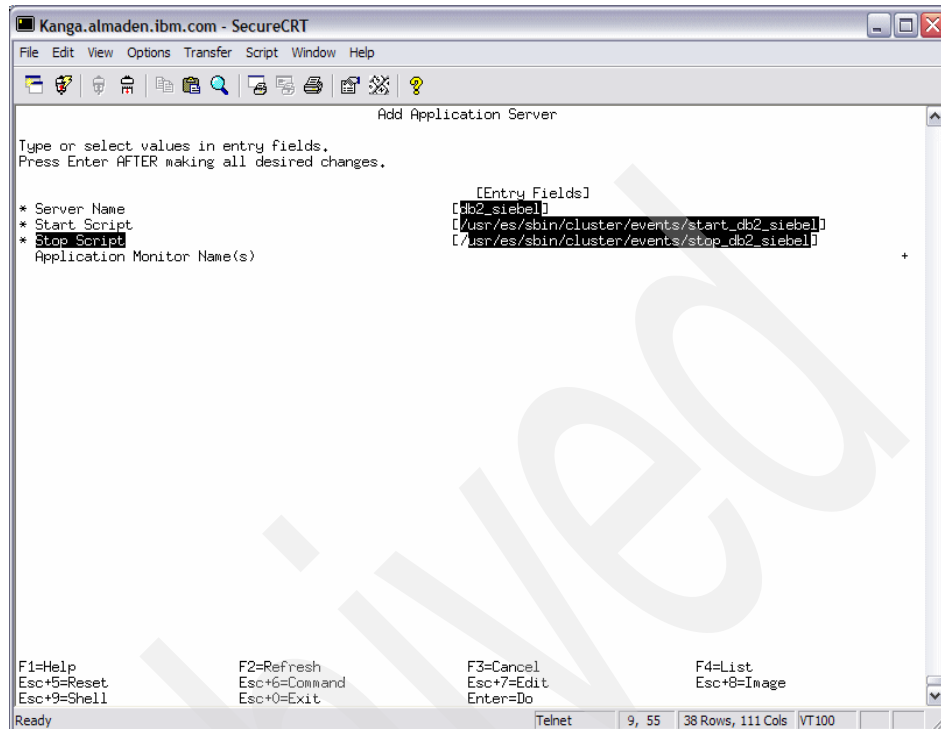 Kanga.almaden.ibm.com - SecureCRT
File Edit View Options Transfer Script Window Help
Add Application Server
Type or select values in entry fields.
Press Enter AFTER making all desired changes.
[Entry Fields]
* Server Name [db2_siebel]
* Start Script [/usr/es/sbin/cluster/events/start_db2_siebel]
* Stop Script [/usr/es/sbin/cluster/events/stop_db2_siebel]
Application Monitor Name(s) +
F1=Help F2=Refresh F3=Cancel F4=List
Esc+5=Reset Esc+6=Command Esc+7=Edit Esc+8=Image
Esc+9=Shell Esc+0=Exit Enter=Do
Ready Telnet 9, 55 38 Rows, 111 Cols VT100